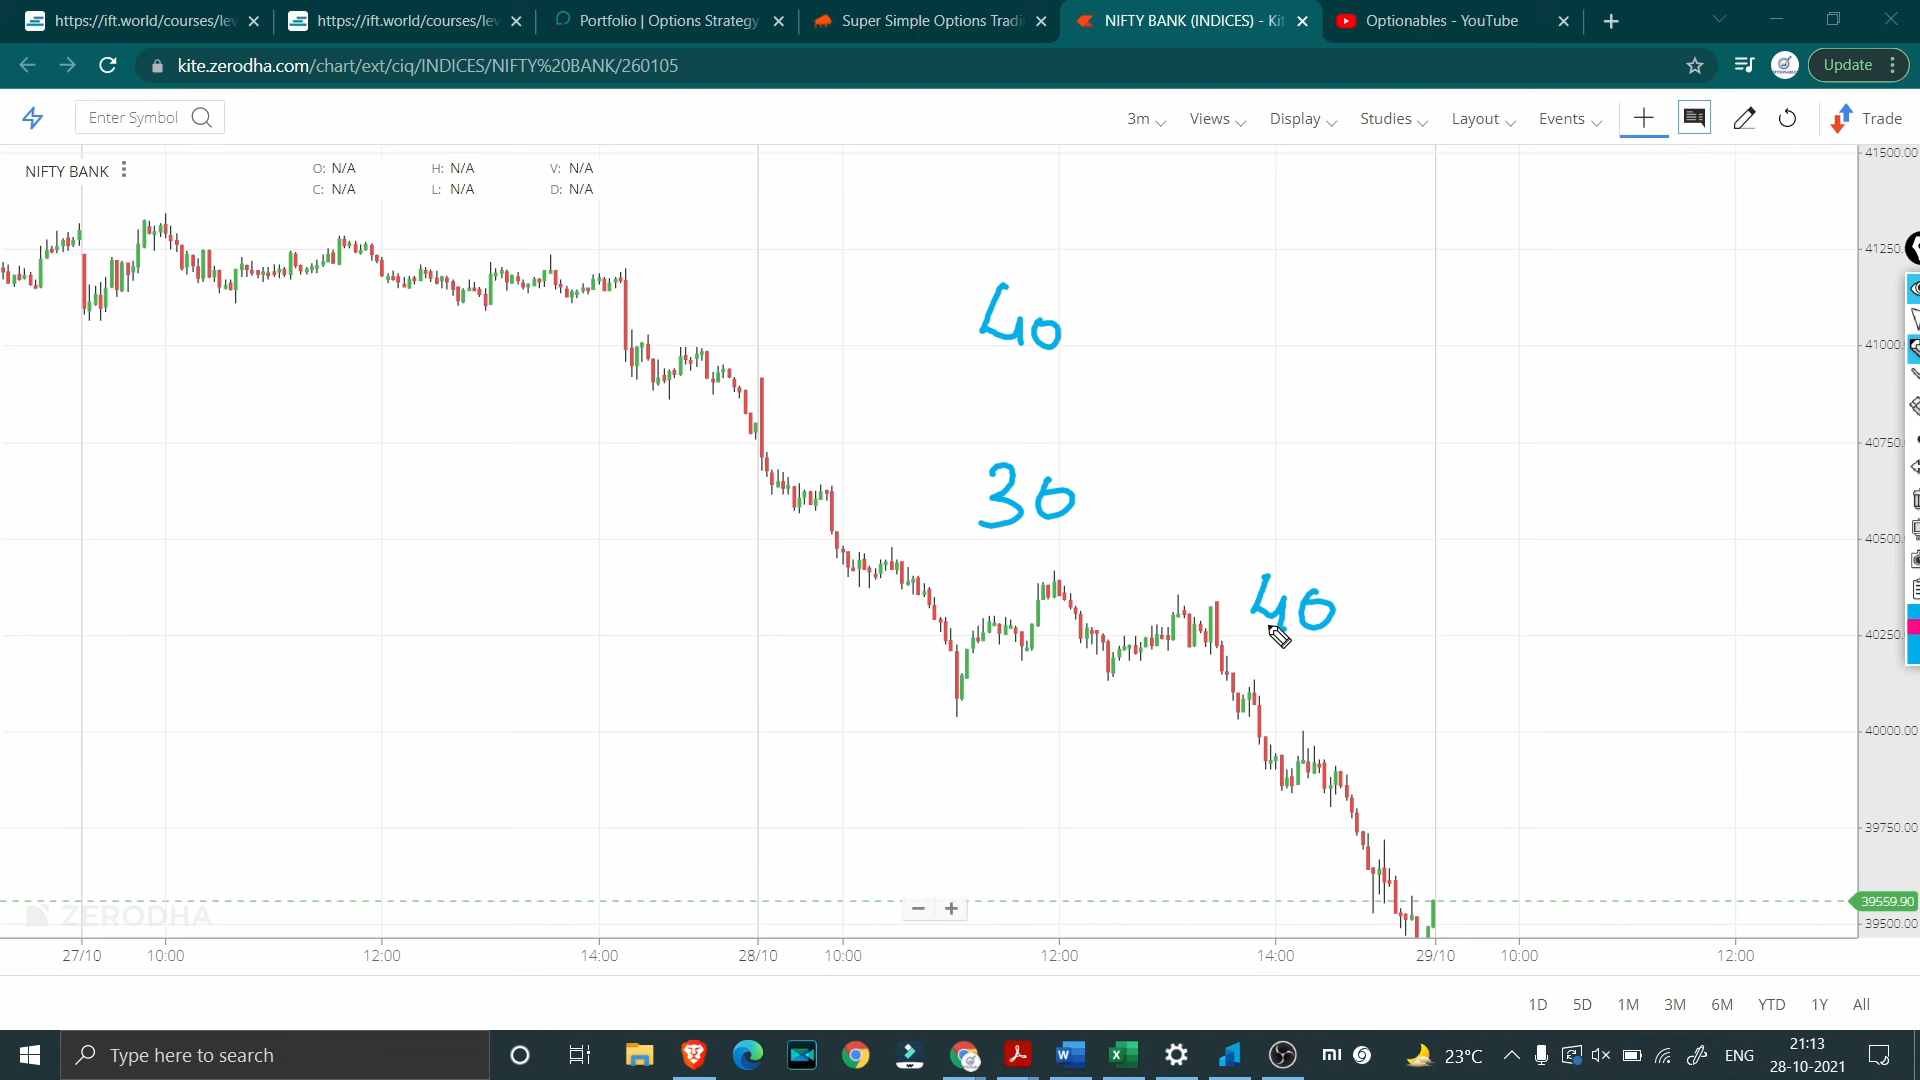 https://ift.world/courses/lev
https://ift.world/courses/lev
Portfolio | Options Strategy
Super Simple Options Tradi
NIFTY BANK (INDICES) - Kit
Optionables - YouTube
kite.zerodha.com/chart/ext/ciq/INDICES/NIFTY%20BANK/260105
Update
Enter Symbol
3m
Views
Display
Studies
Layout
Events
Trade
NIFTY BANK
O: N/A H: N/A V: N/A
C: N/A L: N/A D: N/A
41500.00
41250.
41000.
40750.
40500.
40250.
40000.00
39750.00
39559.90
39500.00
40
30
40
ZERODHA
27/10 10:00 12:00 14:00 28/10 10:00 12:00 14:00 29/10 10:00 12:00
1D 5D 1M 3M 6M YTD 1Y All
Type here to search
23°C
ENG
21:13
28-10-2021